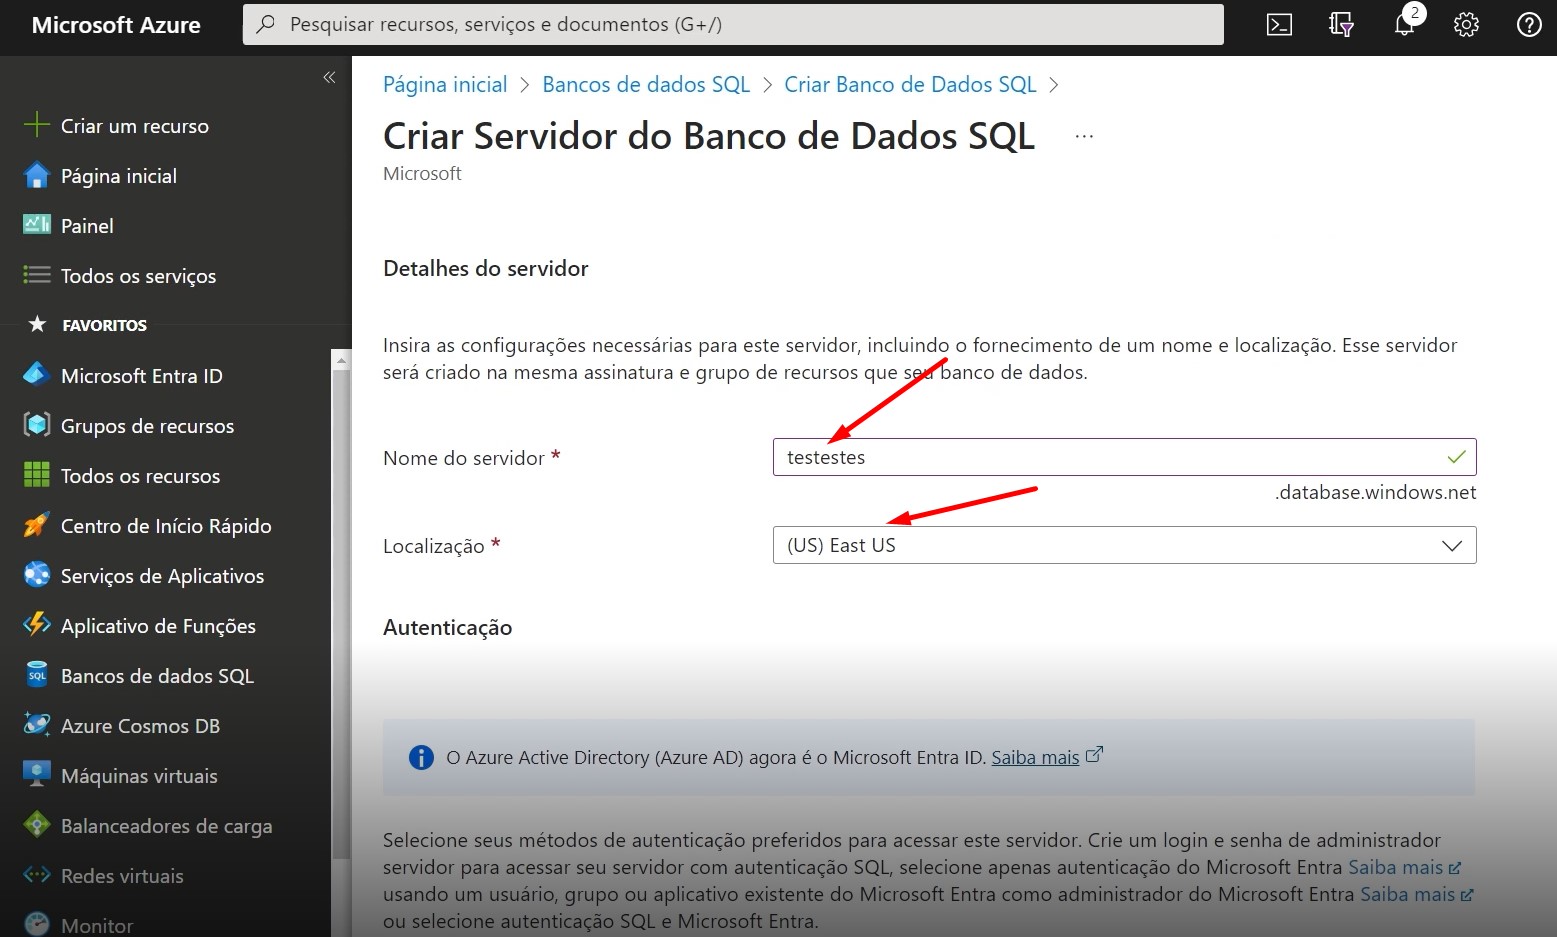 Microsoft Azure
Pesquisar recursos, serviços e documentos (G+/)
2
Criar um recurso
Página inicial
Painel
Todos os serviços
FAVORITOS
Microsoft Entra ID
Grupos de recursos
Todos os recursos
Centro de Início Rápido
Serviços de Aplicativos
Aplicativo de Funções
SQL
Bancos de dados SQL
Azure Cosmos DB
Máquinas virtuais
Balanceadores de carga
Redes virtuais
Monitor
Página inicial > Bancos de dados SQL > Criar Banco de Dados SQL >
Criar Servidor do Banco de Dados SQL ...
Microsoft
Detalhes do servidor
Insira as configurações necessárias para este servidor, incluindo o fornecimento de um nome e localização. Esse servidor
será criado na mesma assinatura e grupo de recursos que seu banco de dados.
Nome do servidor *
testestes
.database.windows.net
Localização *
(US) East US
Autenticação
O Azure Active Directory (Azure AD) agora é o Microsoft Entra ID. Saiba mais
Selecione seus métodos de autenticação preferidos para acessar este servidor. Crie um login e senha de administrador
servidor para acessar seu servidor com autenticação SQL, selecione apenas autenticação do Microsoft Entra Saiba mais
usando um usuário, grupo ou aplicativo existente do Microsoft Entra como administrador do Microsoft Entra Saiba mais
ou selecione autenticação SQL e Microsoft Entra.